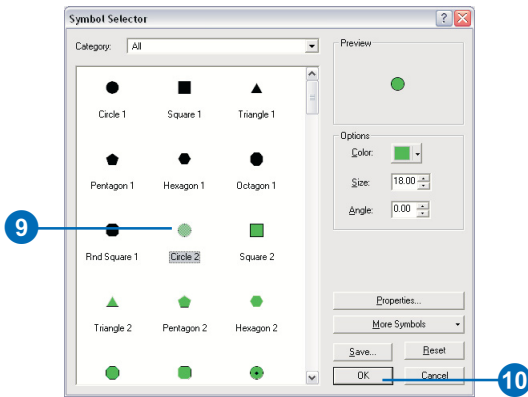 Symbol Selector
Category: All
Preview
Circle 1 Square 1 Triangle 1
Options
Color:
Pentagon 1 Hexagon 1 Octagon 1
Size: 18.00
Angle: 0.00
9
Rnd Square 1 Circle 2 Square 2
Triangle 2 Pentagon 2 Hexagon 2
Properties...
More Symbols
Save... Reset
OK Cancel
10